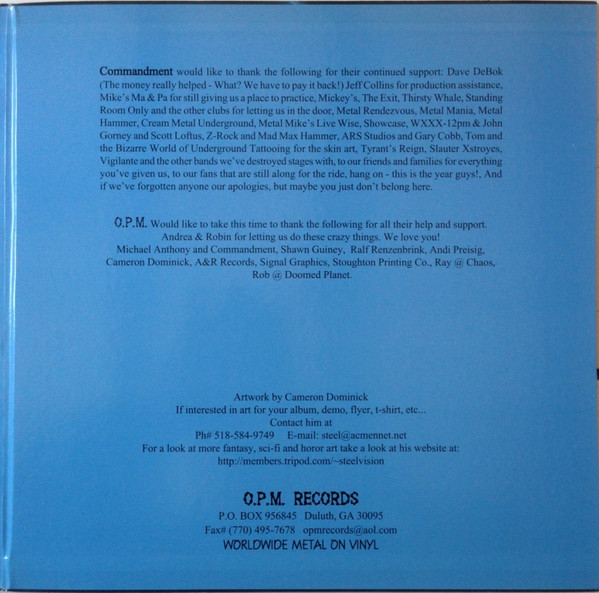 Commandment would like to thank the following for their continued support: Dave DeBok
(The money really helped - What? We have to pay it back!) Jeff Collins for production assistance,
Mike's Ma & Pa for still giving us a place to practice, Mickey's, The Exit, Thirsty Whale, Standing
Room Only and the other clubs for letting us in the door, Metal Rendezvous, Metal Mania, Metal
Hammer, Cream Metal Underground, Metal Mike's Live Wise, Showcase, WXXX-12pm & John
Gorney and Scott Loftus, Z-Rock and Mad Max Hammer, ARS Studios and Gary Cobb, Tom and
the Bizarre World of Underground Tattooing for the skin art, Tyrant's Reign, Slauter Xstroyes,
Vigilante and the other bands we've destroyed stages with, to our friends and families for everything
you've given us, to our fans that are still along for the ride, hang on - this is the year guys!, And
if we've forgotten anyone our apologies, but maybe you just don't belong here.
O.P.M. Would like to take this time to thank the following for all their help and support.
Andrea & Robin for letting us do these crazy things. We love you!
Michael Anthony and Commandment, Shawn Guiney, Ralf Renzenbrink, Andi Preisig,
Cameron Dominick, A&R Records, Signal Graphics, Stoughton Printing Co., Ray @ Chaos,
Rob @ Doomed Planet.
Artwork by Cameron Dominick
If interested in art for your album, demo, flyer, t-shirt, etc...
Contact him at
Ph# 518-584-9749 E-mail: steel@acmennet.net
For a look at more fantasy, sci-fi and horor art take a look at his website at:
http://members.tripod.com/~steelvision
O.P.M. RECORDS
P.O. BOX 956845 Duluth, GA 30095
Fax# (770) 495-7678 opmrecords@aol.com
WORLDWIDE METAL ON VINYL